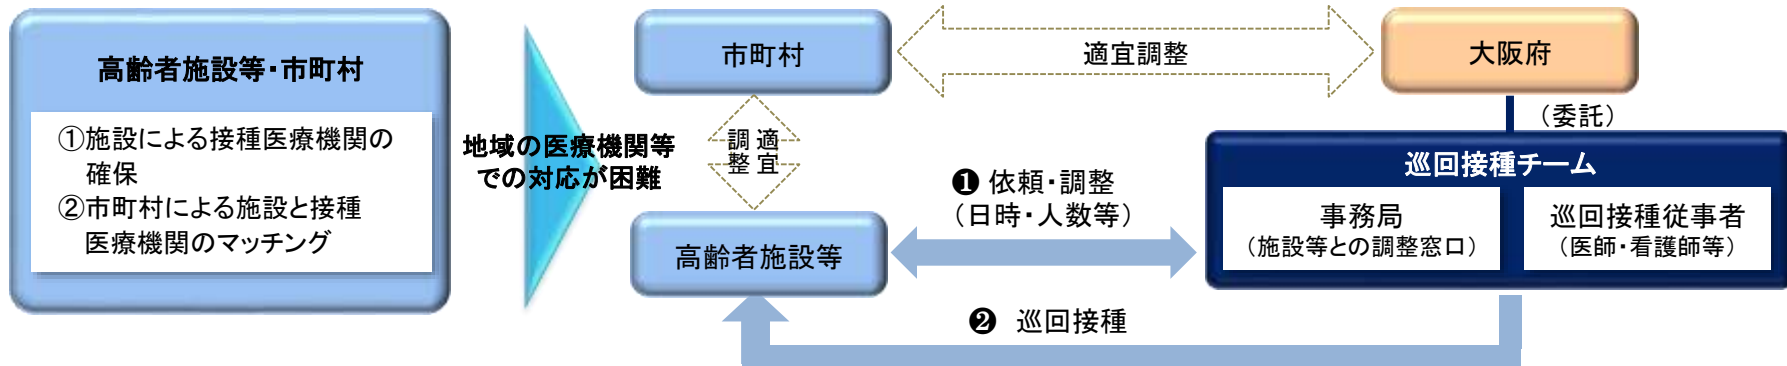 高齢者施設等・市町村
①施設による接種医療機関の
確保
②市町村による施設と接種
医療機関のマッチング
地域の医療機関等
での対応が困難
市町村
適宜調整
大阪府
（委託）
適宜
調整
高齢者施設等
❶ 依頼・調整
（日時・人数等）
巡回接種チーム
事務局
（施設等との調整窓口）
巡回接種従事者
（医師・看護師等）
❷ 巡回接種